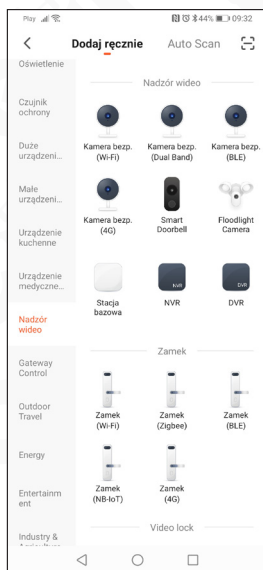 Play
44%
09:32
Dodaj ręcznie
Auto Scan
Oświetlenie
Czujnik
ochrony
Duże
urządzeni...
Małe
urządzeni...
Urządzenie
kuchenne
Urządzenie
medyczne...
Nadzór
wideo
Gateway
Control
Outdoor
Travel
Energy
Entertainm
ent
Industry &
Nadzór wideo
Kamera bezp.
(Wi-Fi)
Kamera bezp.
(Dual Band)
Kamera bezp.
(BLE)
Kamera bezp.
(4G)
Smart
Doorbell
Floodlight
Camera
Stacja
bazowa
NVR
NVR
DVR
DVR
Zamek
Zamek
(Wi-Fi)
Zamek
(Zigbee)
Zamek
(BLE)
Zamek
(NB-IoT)
Zamek
(4G)
Video lock